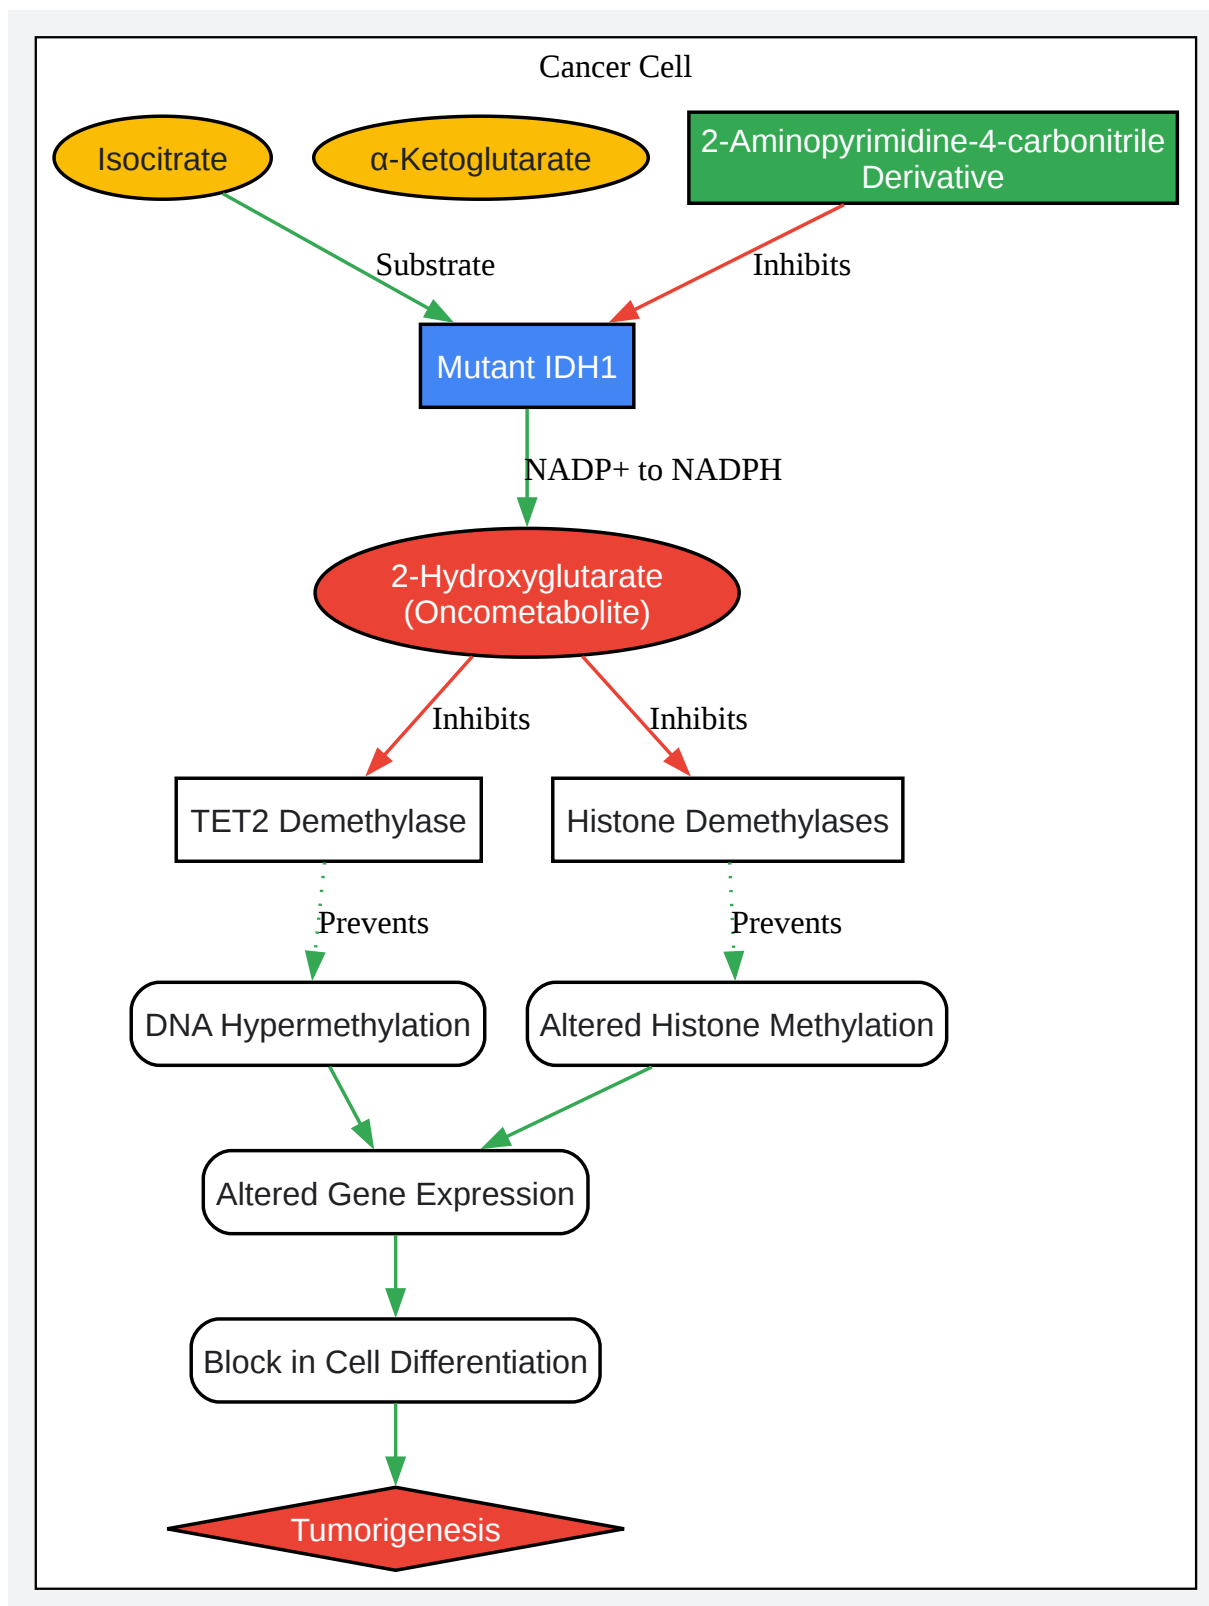 Cancer Cell
Isocitrate
α-Ketoglutarate
2-Aminopyrimidine-4-carbonitrile
Derivative
Substrate
Inhibits
Mutant IDH1
NADP+ to NADPH
2-Hydroxyglutarate
(Oncometabolite)
Inhibits
Inhibits
TET2 Demethylase
Histone Demethylases
Prevents
Prevents
DNA Hypermethylation
Altered Histone Methylation
Altered Gene Expression
Block in Cell Differentiation
Tumorigenesis